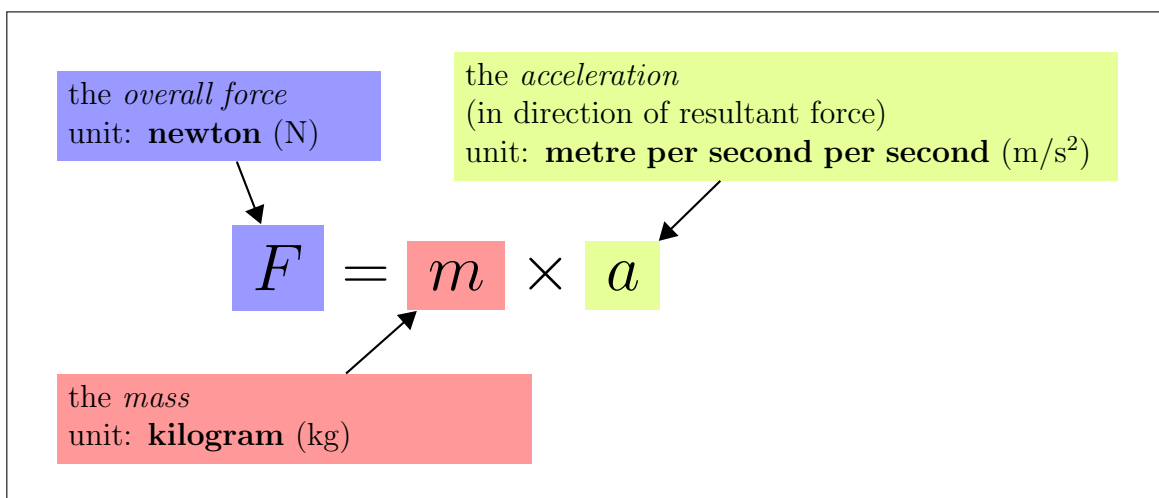 the overall force
unit: newton (N)
the acceleration
(in direction of resultant force)
unit: metre per second per second (m/s²)
F = m × a
the mass
unit: kilogram (kg)